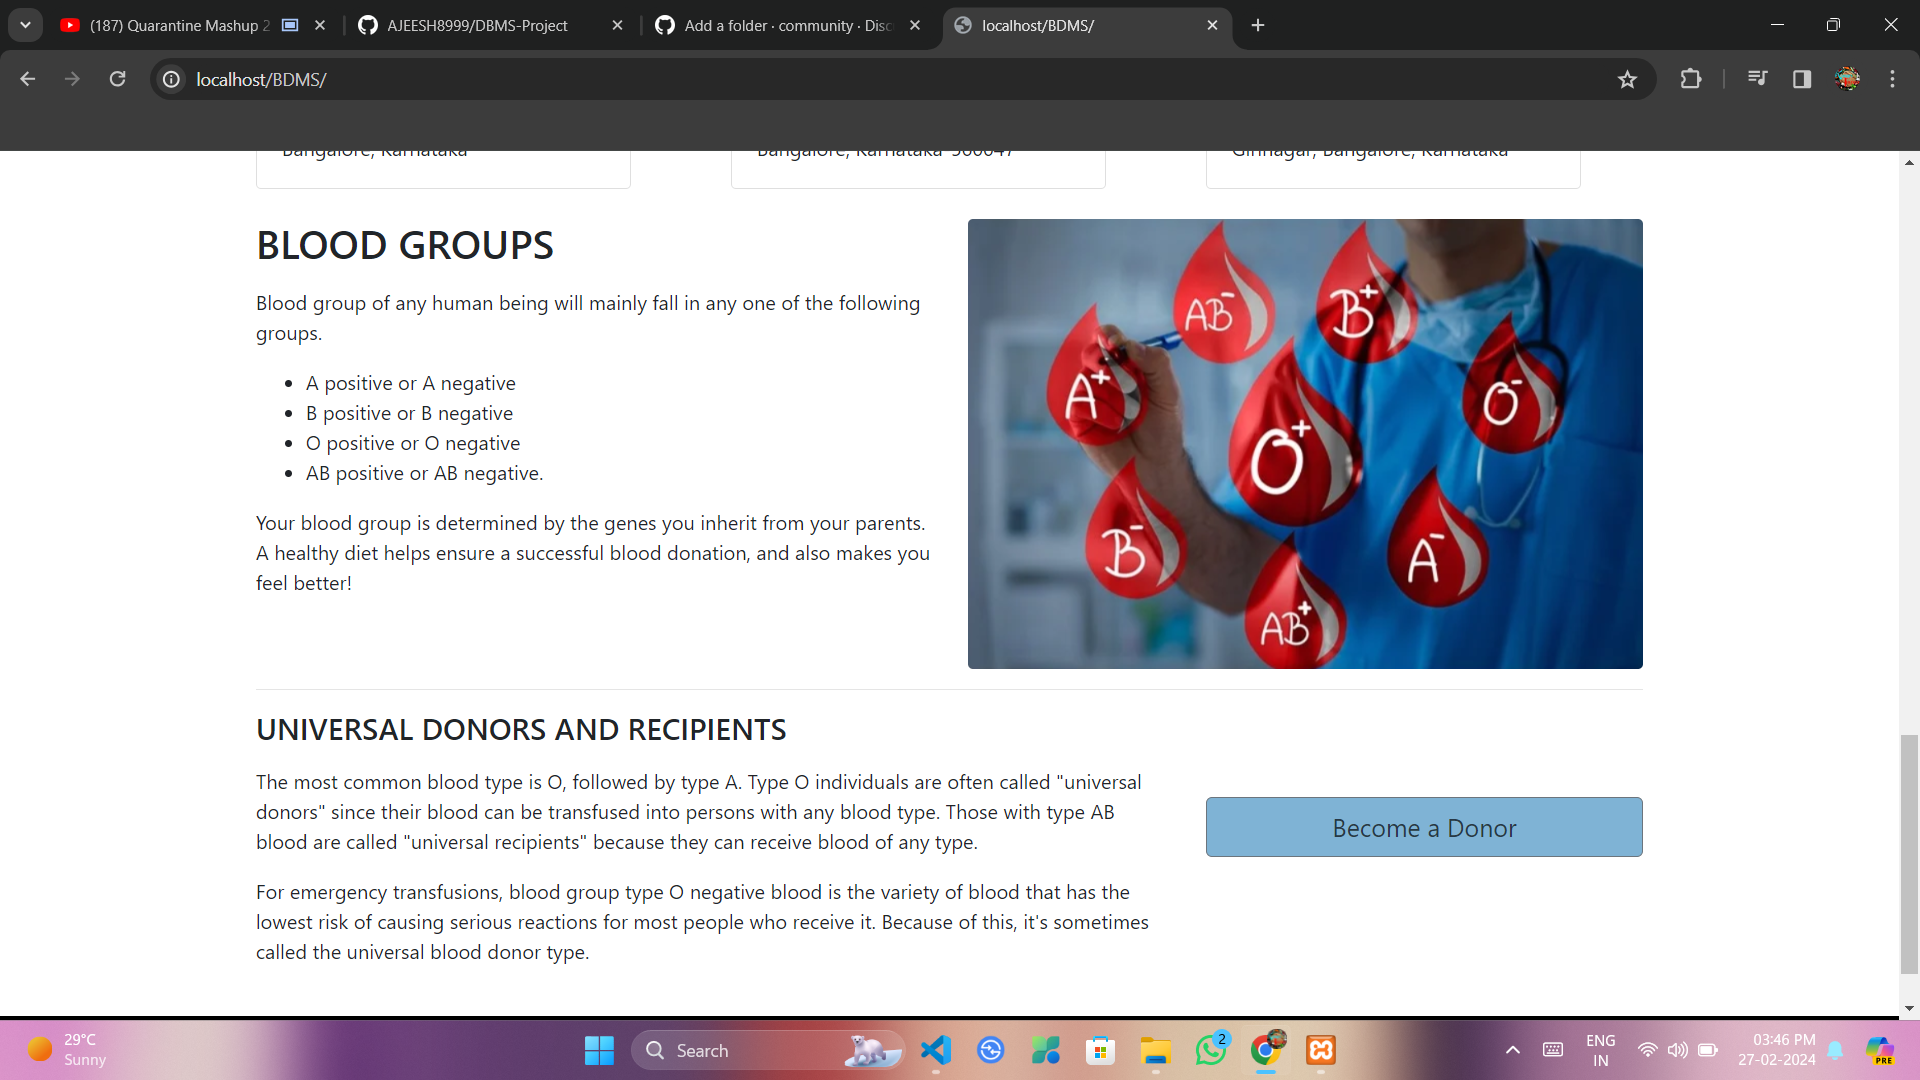 (187) Quarantine Mashup 2
AJEESH8999/DBMS-Project
Add a folder · community · Disc
localhost/BDMS/
localhost/BDMS/
Bangalore, Karnataka
Bangalore, Karnataka-560047
Girinagar, Bangalore, Karnataka
BLOOD GROUPS
Blood group of any human being will mainly fall in any one of the following
groups.
• A positive or A negative
• B positive or B negative
• O positive or O negative
• AB positive or AB negative.
Your blood group is determined by the genes you inherit from your parents.
A healthy diet helps ensure a successful blood donation, and also makes you
feel better!
AB-
B+
A+
O-
O+
B-
A-
AB+
UNIVERSAL DONORS AND RECIPIENTS
The most common blood type is O, followed by type A. Type O individuals are often called "universal
donors" since their blood can be transfused into persons with any blood type. Those with type AB
blood are called "universal recipients" because they can receive blood of any type.
For emergency transfusions, blood group type O negative blood is the variety of blood that has the
lowest risk of causing serious reactions for most people who receive it. Because of this, it's sometimes
called the universal blood donor type.
Become a Donor
29°C
Sunny
Search
2
ENG
IN
03:46 PM
27-02-2024
PRE